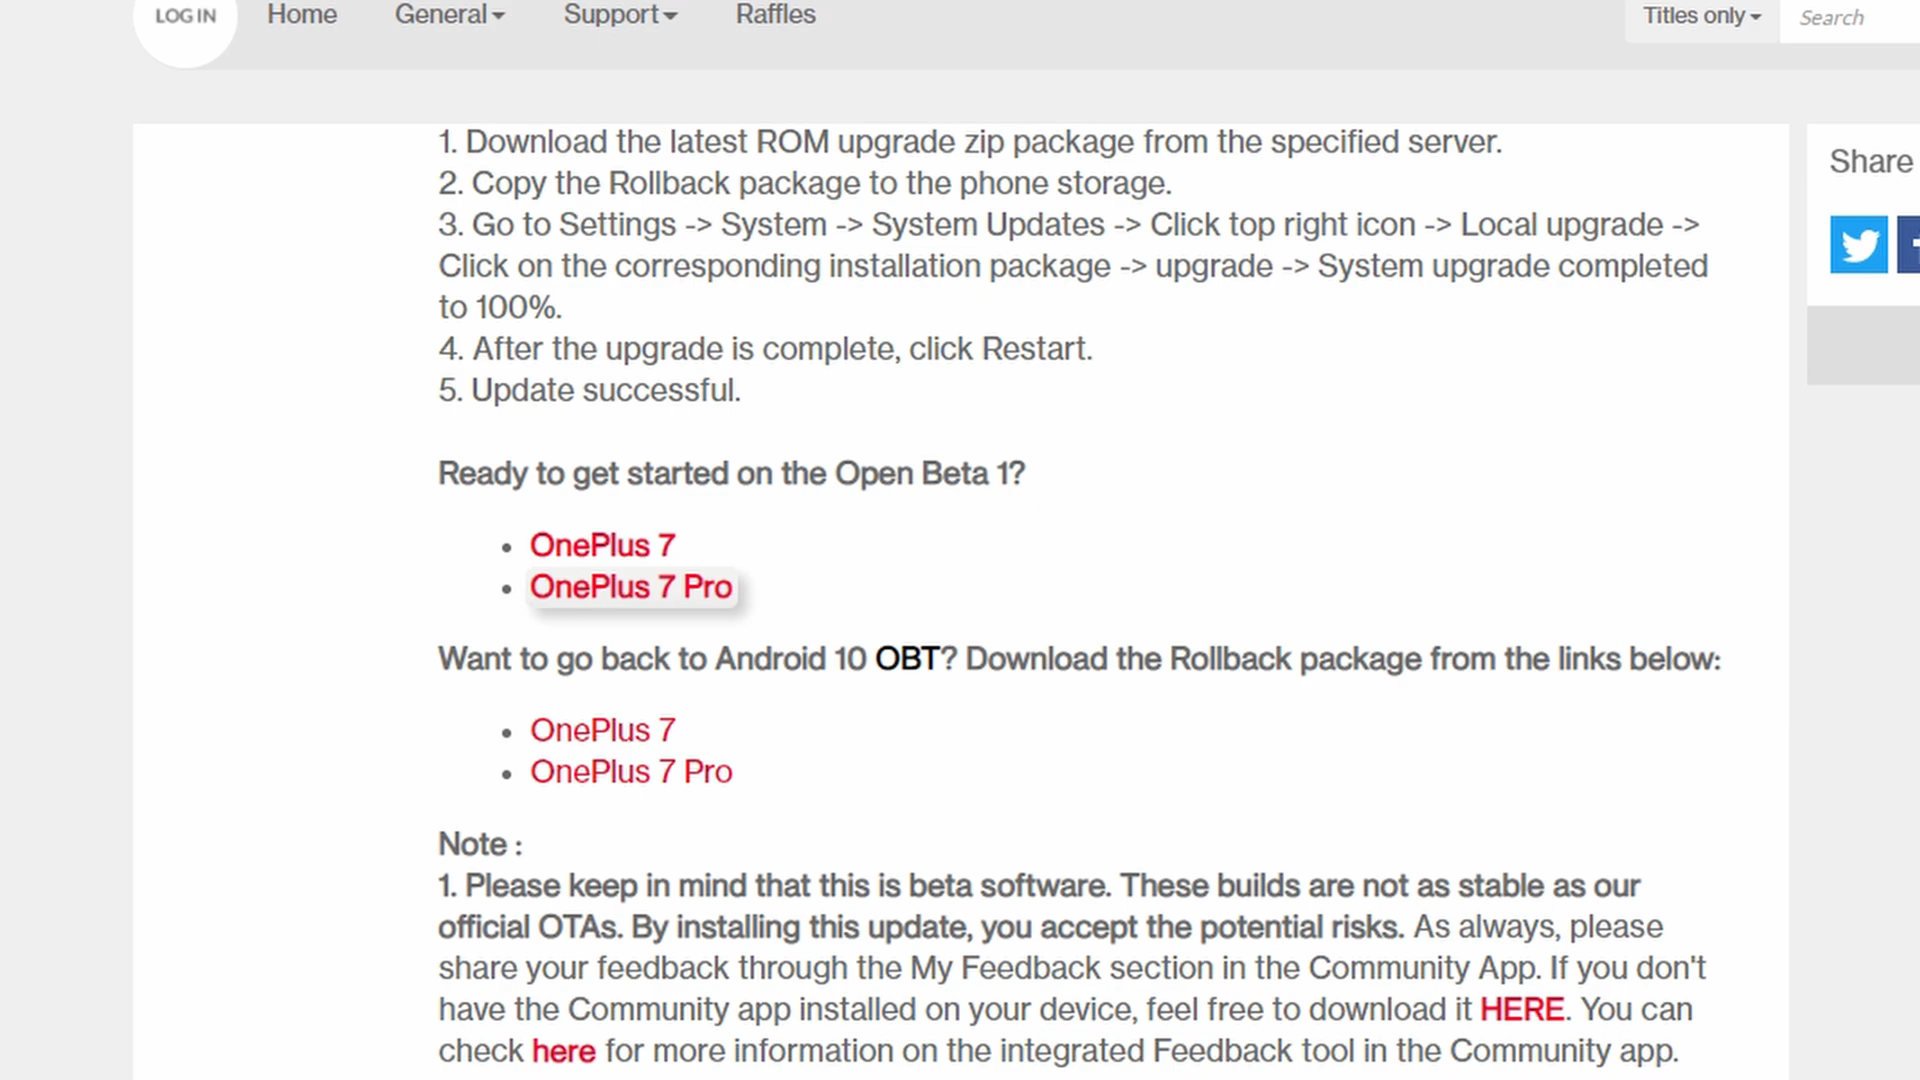 LOG IN Home General Support Raffles Titles only Search
1. Download the latest ROM upgrade zip package from the specified server.
2. Copy the Rollback package to the phone storage.
3. Go to Settings -> System -> System Updates -> Click top right icon -> Local upgrade ->
Click on the corresponding installation package -> upgrade -> System upgrade completed
to 100%.
4. After the upgrade is complete, click Restart.
5. Update successful.
Ready to get started on the Open Beta 1?
• OnePlus 7
• OnePlus 7 Pro
Want to go back to Android 10 OBT? Download the Rollback package from the links below:
• OnePlus 7
• OnePlus 7 Pro
Note :
1. Please keep in mind that this is beta software. These builds are not as stable as our
official OTAs. By installing this update, you accept the potential risks. As always, please
share your feedback through the My Feedback section in the Community App. If you don't
have the Community app installed on your device, feel free to download it HERE. You can
check here for more information on the integrated Feedback tool in the Community app.
Share